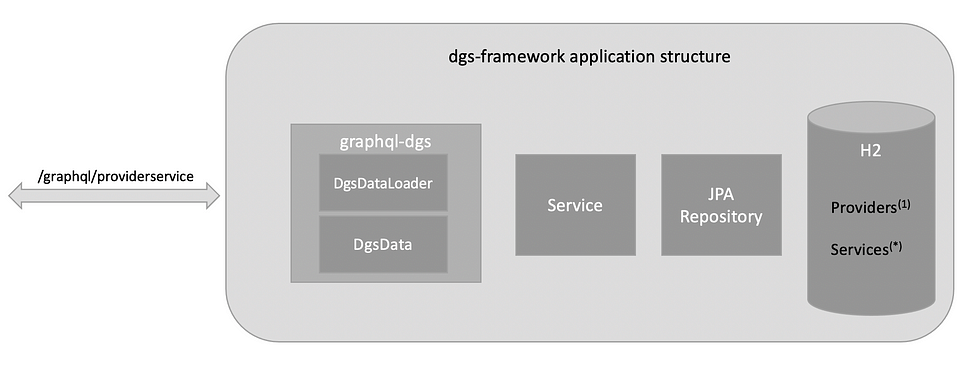 dgs-framework application structure
/graphql/providerservice
graphql-dgs
DgsDataLoader
DgsData
Service
JPA
Repository
H2
Providers(1)
Services(*)